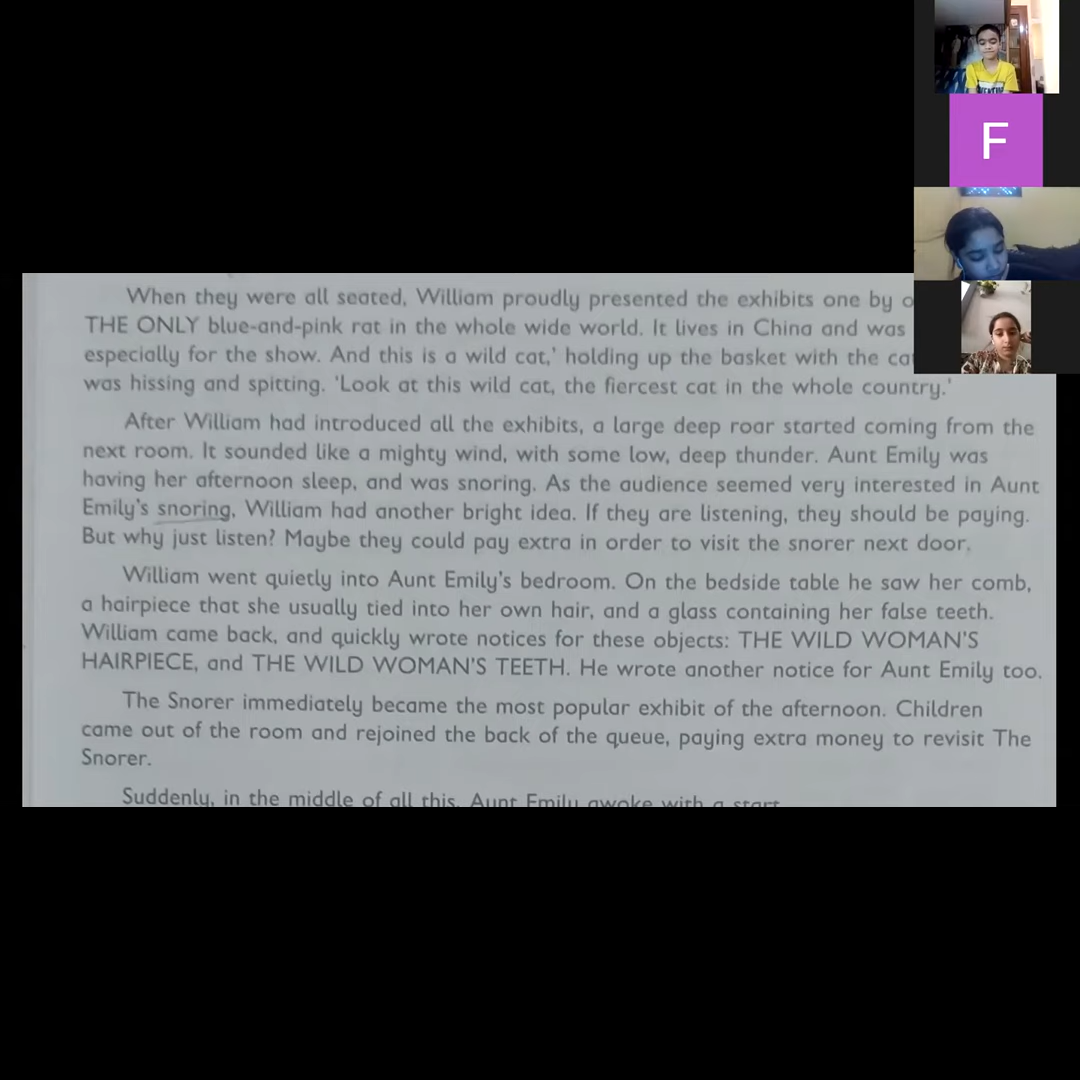 When they were all seated, William proudly presented the exhibits one by
THE ONLY blue-and-pink rat in the whole wide world. It lives in China and was
especially for the show. And this is a wild cat,' holding up the basket with the
was hissing and spitting. 'Look at this wild cat, the fiercest cat in the whole country.'
After William had introduced all the exhibits, a large deep roar started coming from the
next room. It sounded like a mighty wind, with some low, deep thunder. Aunt Emily was
having her afternoon sleep, and was snoring. As the audience seemed very interested in Aunt
Emily's snoring, William had another bright idea. If they are listening, they should be paying.
But why just listen? Maybe they could pay extra in order to visit the snorer next door.
William went quietly into Aunt Emily's bedroom. On the bedside table he saw her comb,
a hairpiece that she usually tied into her own hair, and a glass containing her false teeth.
William came back, and quickly wrote notices for these objects: THE WILD WOMAN'S
HAIRPIECE, and THE WILD WOMAN'S TEETH. He wrote another notice for Aunt Emily too.
The Snorer immediately became the most popular exhibit of the afternoon. Children
came out of the room and rejoined the back of the queue, paying extra money to revisit The
Snorer.
Suddenly, in the middle of all this, Aunt Emily awoke with a start
F